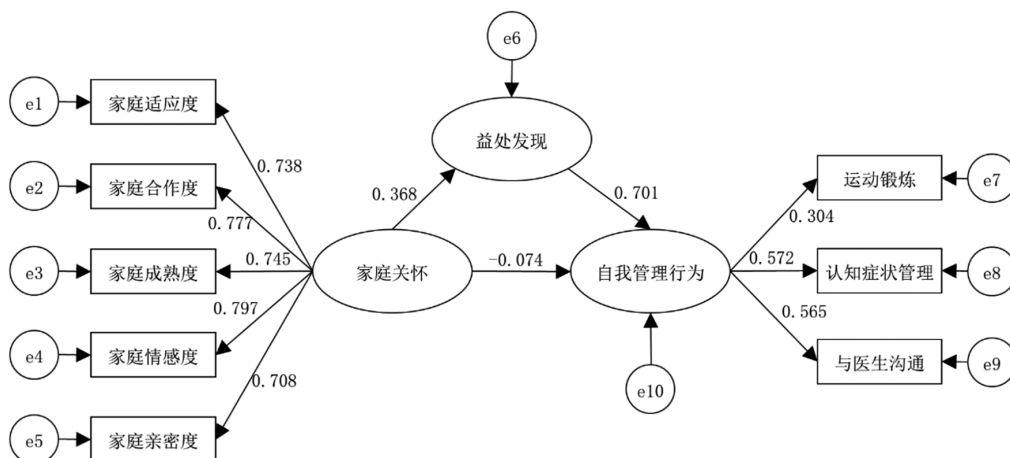 e6
e1
家庭适应度
益处发现
0.738
运动锻炼
e7
e2
家庭合作度
0.368
0.701
0.777
0.304
e3
家庭成熟度
0.745
家庭关怀
-0.074
自我管理行为
0.572
认知症状管理
e8
0.797
0.565
e4
家庭情感度
与医生沟通
e9
0.708
e10
e5
家庭亲密度